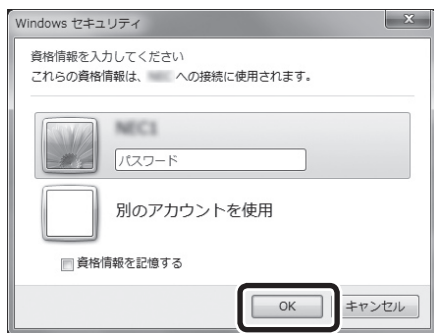 Windows セキュリティ
資格情報を入力してください
これらの資格情報は、 への接続に使用されます。
パスワード
別のアカウントを使用
資格情報を記憶する
OK
キャンセル